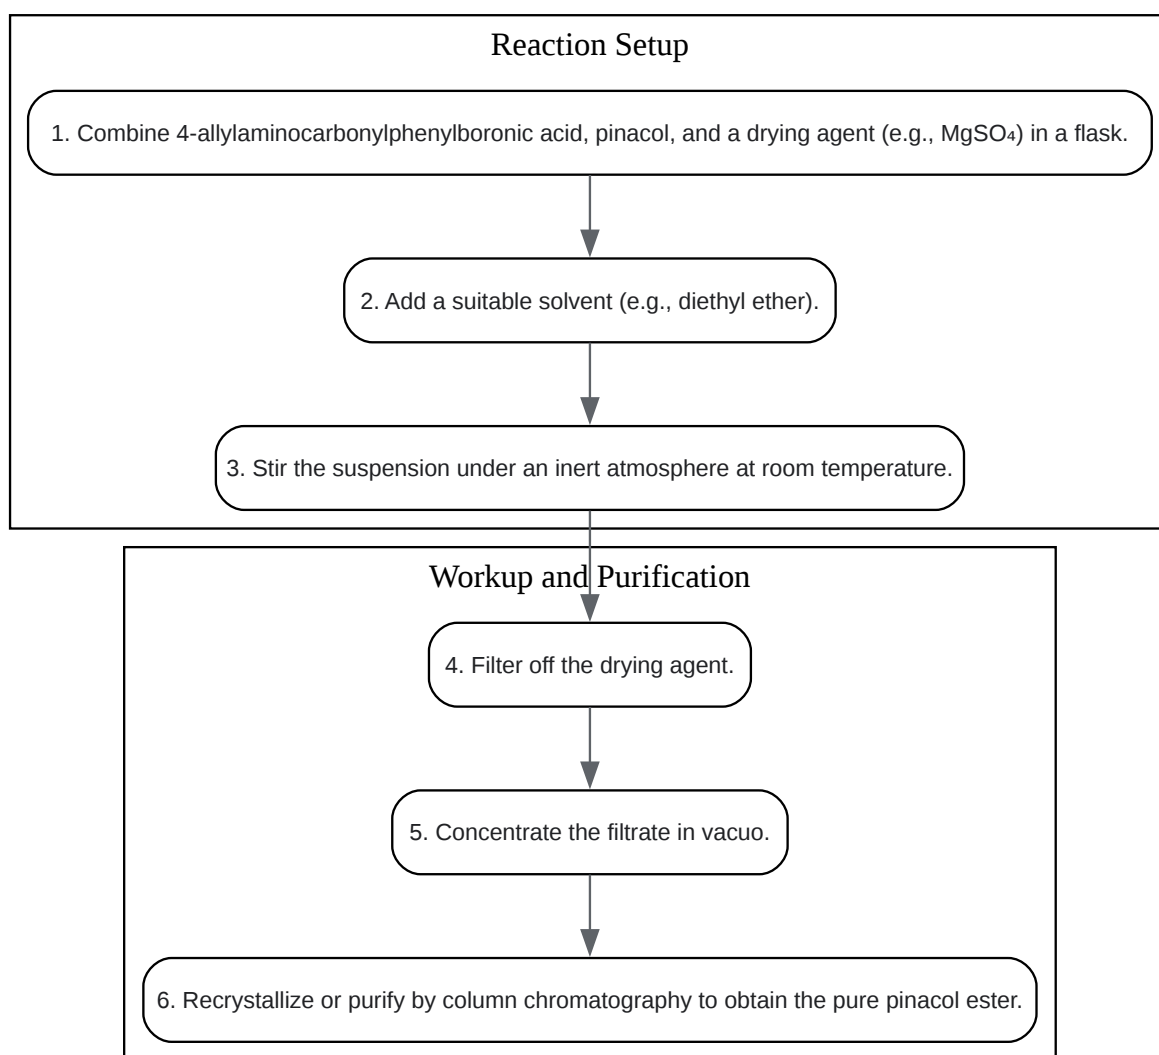 Reaction Setup
1. Combine 4-allylaminocarbonylphenylboronic acid, pinacol, and a drying agent (e.g., MgSO₄) in a flask.
2. Add a suitable solvent (e.g., diethyl ether).
3. Stir the suspension under an inert atmosphere at room temperature.
Workup and Purification
4. Filter off the drying agent.
5. Concentrate the filtrate in vacuo.
6. Recrystallize or purify by column chromatography to obtain the pure pinacol ester.